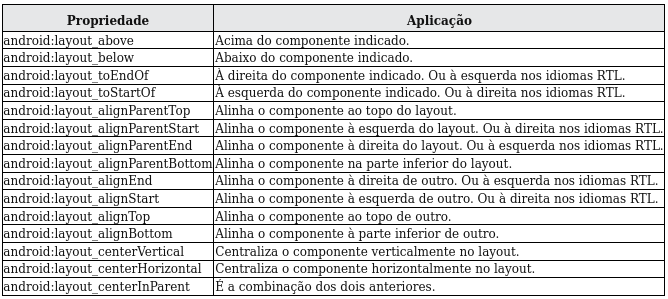 Propriedade Aplicação
android:layout_above Acima do componente indicado.
android:layout_below Abaixo do componente indicado.
android:layout_toEndOf À direita do componente indicado. Ou à esquerda nos idiomas RTL.
android:layout_toStartOf À esquerda do componente indicado. Ou à direita nos idiomas RTL.
android:layout_alignParentTop Alinha o componente ao topo do layout.
android:layout_alignParentStart Alinha o componente à esquerda do layout. Ou à direita nos idiomas RTL.
android:layout_alignParentEnd Alinha o componente à direita do layout. Ou à esquerda nos idiomas RTL.
android:layout_alignParentBottom Alinha o componente na parte inferior do layout.
android:layout_alignEnd Alinha o componente à direita de outro. Ou à esquerda nos idiomas RTL.
android:layout_alignStart Alinha o componente à esquerda de outro. Ou à direita nos idiomas RTL.
android:layout_alignTop Alinha o componente ao topo de outro.
android:layout_alignBottom Alinha o componente à parte inferior de outro.
android:layout_centerVertical Centraliza o componente verticalmente no layout.
android:layout_centerHorizontal Centraliza o componente horizontalmente no layout.
android:layout_centerInParent É a combinação dos dois anteriores.